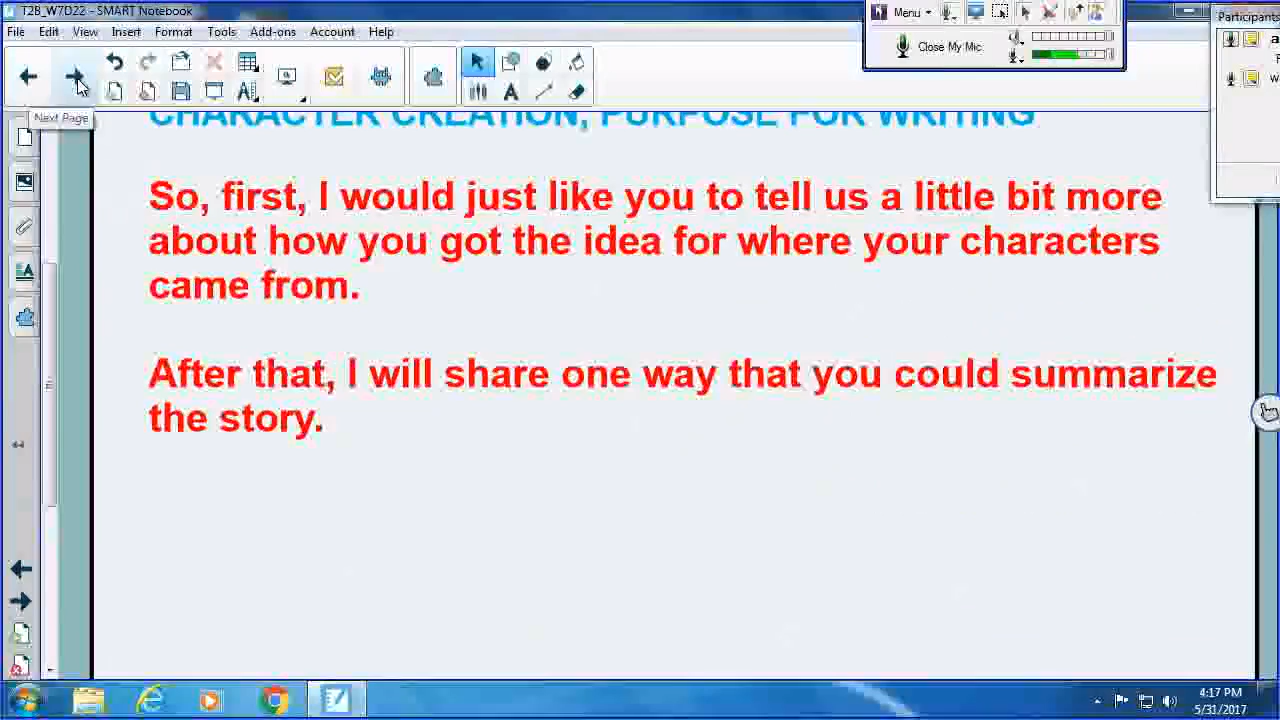 T2B_W7D22 - SMART Notebook
Menu
Participants
File Edit View Insert Format Tools Add-ons Account Help
Close My Mic
Next Page
CHARACTER CREATION, PURPOSE FOR WRITING
So, first, I would just like you to tell us a little bit more
about how you got the idea for where your characters
came from.
After that, I will share one way that you could summarize
the story.
4:17 PM
5/31/2017